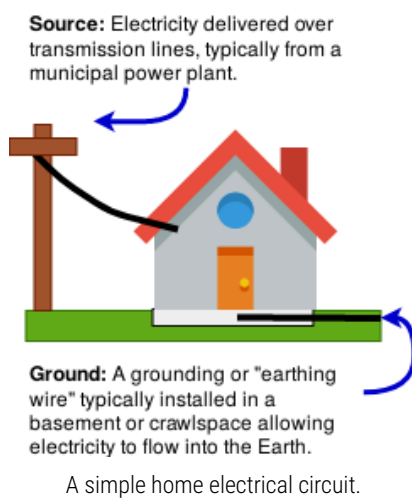 Source: Electricity delivered over
transmission lines, typically from a
municipal power plant.
Ground: A grounding or "earthing
wire" typically installed in a
basement or crawlspace allowing
electricity to flow into the Earth.
A simple home electrical circuit.